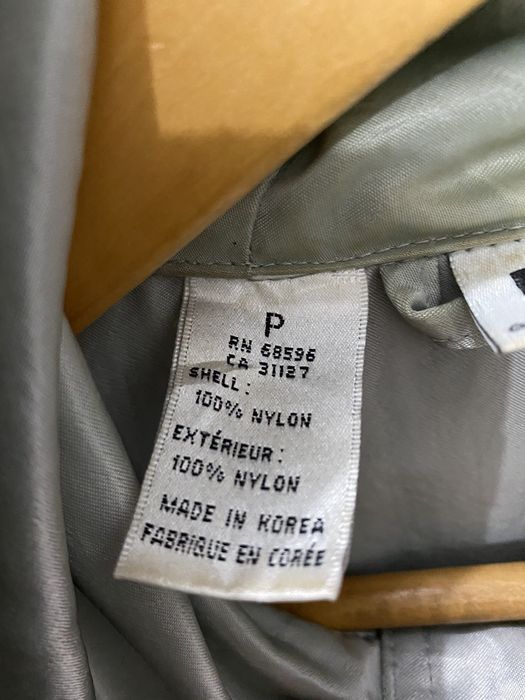 P
RN 68596
CA 31127
SHELL:
100% NYLON
EXTÉRIEUR:
100% NYLON
MADE IN KOREA
FABRIQUE EN CORÉE